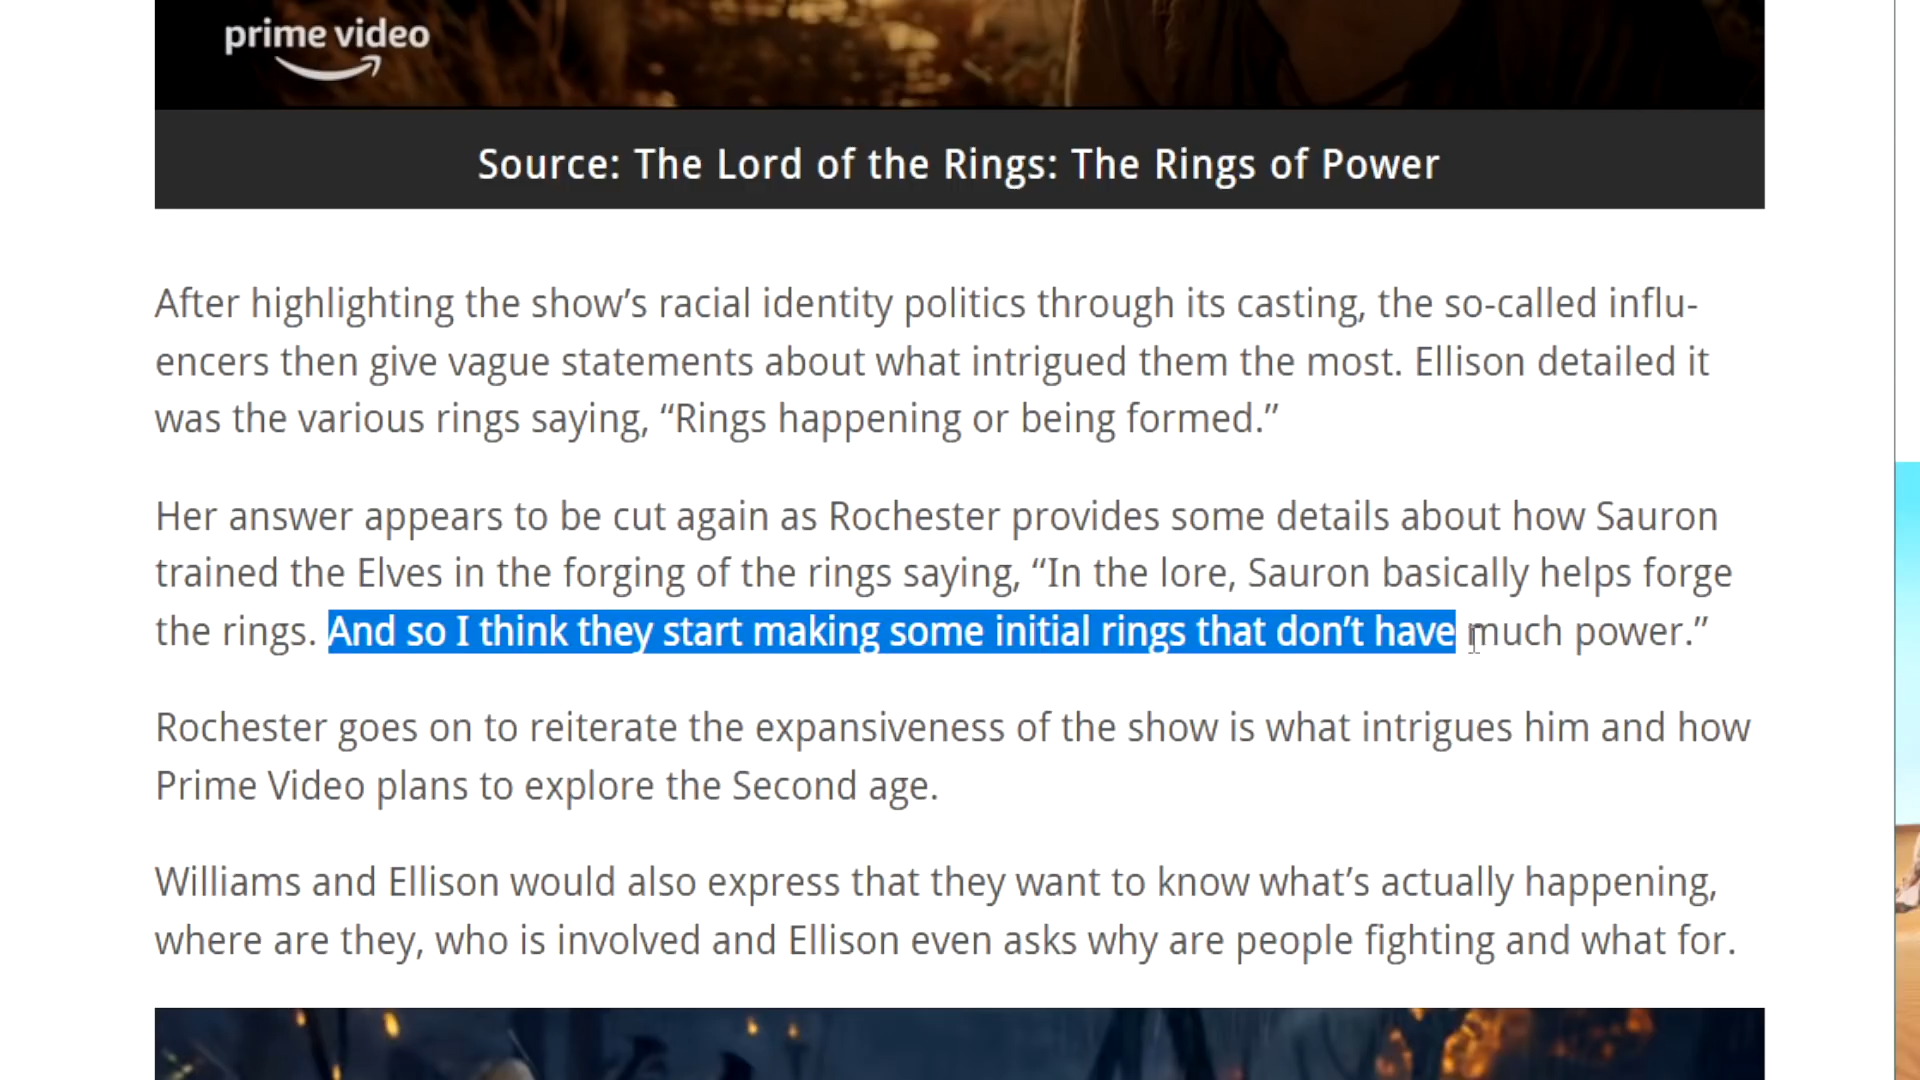 prime video
Source: The Lord of the Rings: The Rings of Power
After highlighting the show’s racial identity politics through its casting, the so-called influ-
encers then give vague statements about what intrigued them the most. Ellison detailed it
was the various rings saying, “Rings happening or being formed.”
Her answer appears to be cut again as Rochester provides some details about how Sauron
trained the Elves in the forging of the rings saying, “In the lore, Sauron basically helps forge
the rings. And so I think they start making some initial rings that don’t have much power.”
Rochester goes on to reiterate the expansiveness of the show is what intrigues him and how
Prime Video plans to explore the Second age.
Williams and Ellison would also express that they want to know what’s actually happening,
where are they, who is involved and Ellison even asks why are people fighting and what for.